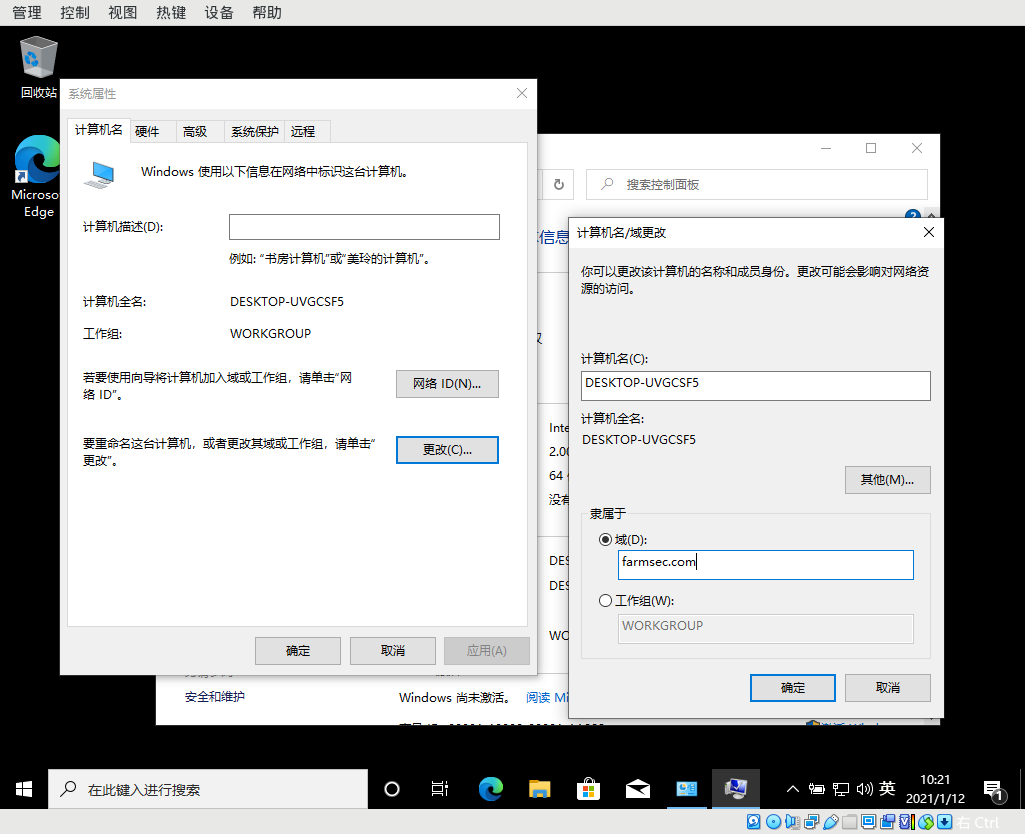 管理 控制 视图 热键 设备 帮助
回收站
Microso
Edge
系统属性
计算机名 硬件 高级 系统保护 远程
Windows 使用以下信息在网络中标识这台计算机。
计算机描述(D):
例如: “书房计算机”或“美玲的计算机”。
计算机全名: DESKTOP-UVGCSF5
工作组: WORKGROUP
若要使用向导将计算机加入域或工作组，请单击“网
络 ID”。
网络 ID(N)...
要重命名这台计算机，或者更改其域或工作组，请单击“
更改”。
更改(C)...
确定 取消 应用(A)
搜索控制面板
信息
Inte
2.00
64
没有
DES
DES
WO
安全和维护
Windows 尚未激活。 阅读 Mi
计算机名/域更改
你可以更改该计算机的名称和成员身份。更改可能会影响对网络资
源的访问。
计算机名(C):
DESKTOP-UVGCSF5
计算机全名:
DESKTOP-UVGCSF5
其他(M)...
隶属于
域(D):
farmsec.com
工作组(W):
WORKGROUP
确定 取消
在此键入进行搜索
英
10:21
2021/1/12
1
右 Ctrl